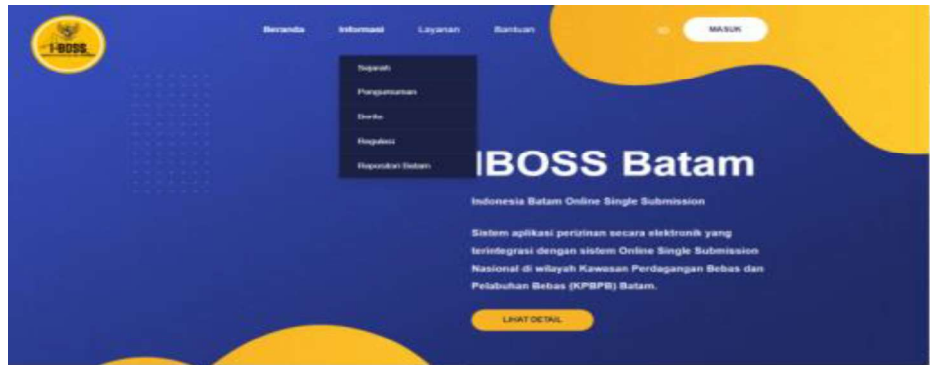 I-BOSS
Beranda Informasi Layanan Bantuan MASUK
Sejarah
Pengumuman
Berita
Regulasi
Repositori Batam
IBOSS Batam
Indonesia Batam Online Single Submission
Sistem aplikasi perizinan secara elektronik yang
terintegrasi dengan sistem Online Single Submission
Nasional di wilayah Kawasan Perdagangan Bebas dan
Pelabuhan Bebas (KPBPB) Batam.
LIHAT DETAIL